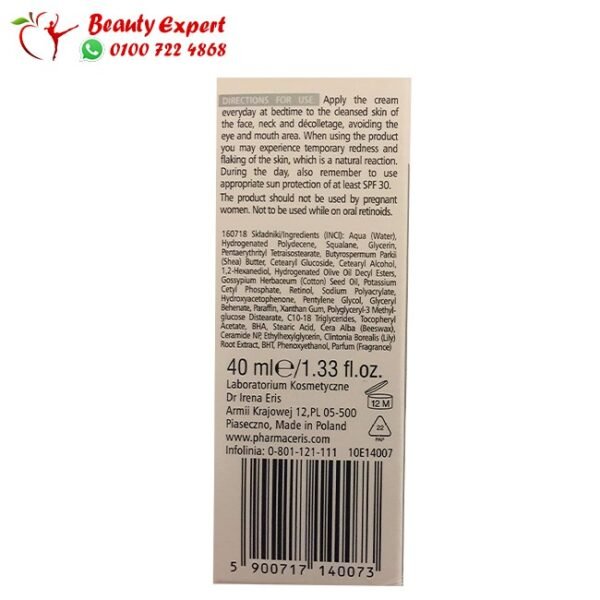 Beauty Expert
0100 722 4868
DIRECTIONS FOR USE Apply the cream
everyday at bedtime to the cleansed skin of
the face, neck and décolletage, avoiding the
eye and mouth area. When using the product
you may experience temporary redness and
flaking of the skin, which is a natural reaction.
During the day, also remember to use
appropriate sun protection of at least SPF 30.
The product should not be used by pregnant
women. Not to be used while on oral retinoids.
160718 Składniki/Ingredients (INCI): Aqua (Water),
Hydrogenated Polydecene, Squalane, Glycerin,
Pentaerythrityl Tetraisostearate, Butyrospermum Parkii
(Shea) Butter, Cetearyl Glucoside, Cetearyl Alcohol,
1,2-Hexanediol, Hydrogenated Olive Oil Decyl Esters,
Gossypium Herbaceum (Cotton) Seed Oil, Potassium
Cetyl Phosphate, Retinol, Sodium Polyacrylate,
Hydroxyacetophenone, Pentylene Glycol, Glyceryl
Behenate, Paraffin, Xanthan Gum, Polyglyceryl-3 Methyl-
glucose Distearate, C10-18 Triglycerides, Tocopheryl
Acetate, BHA, Stearic Acid, Cera Alba (Beeswax),
Ceramide NP, Ethylhexylglycerin, Clintonia Borealis (Lily)
Root Extract, BHT, Phenoxyethanol, Parfum (Fragrance)
40 ml℮/1.33 fl.oz.
Laboratorium Kosmetyczne
Dr Irena Eris
Armii Krajowej 12,PL 05-500
Piaseczno, Made in Poland
www.pharmaceris.com
Infolinia: 0-801-121-111 10E14007
12 M
22
PAP
5 900717 140073